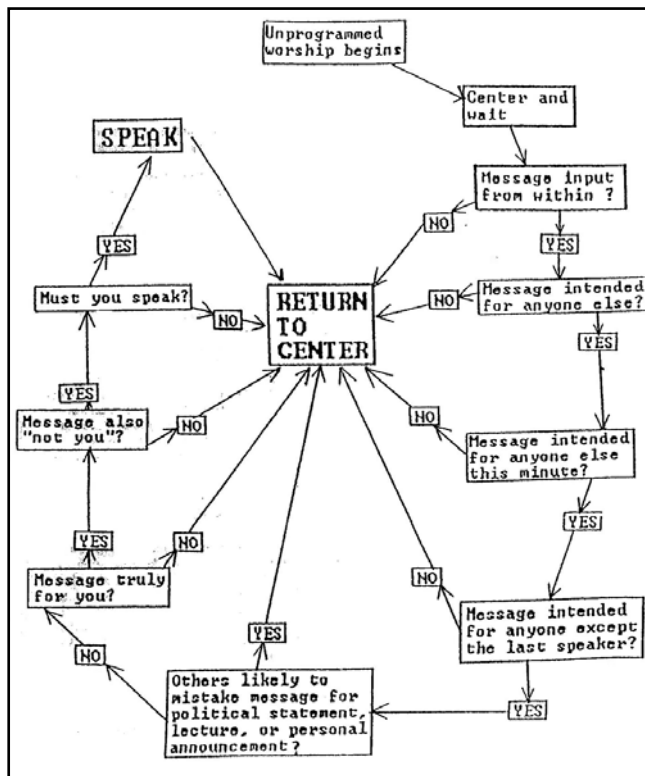 Unprogrammed
worship begins
Center and
wait
Message input
from within ?
NO
YES
Message intended
for anyone else?
NO
YES
Message intended
for anyone else
this minute?
NO
YES
Message intended
for anyone except
the last speaker?
NO
YES
Others likely to
mistake message for
political statement,
lecture, or personal
announcement?
YES
NO
Message truly
for you?
NO
YES
Message also
"not you"?
NO
YES
Must you speak?
NO
YES
SPEAK
RETURN
TO
CENTER